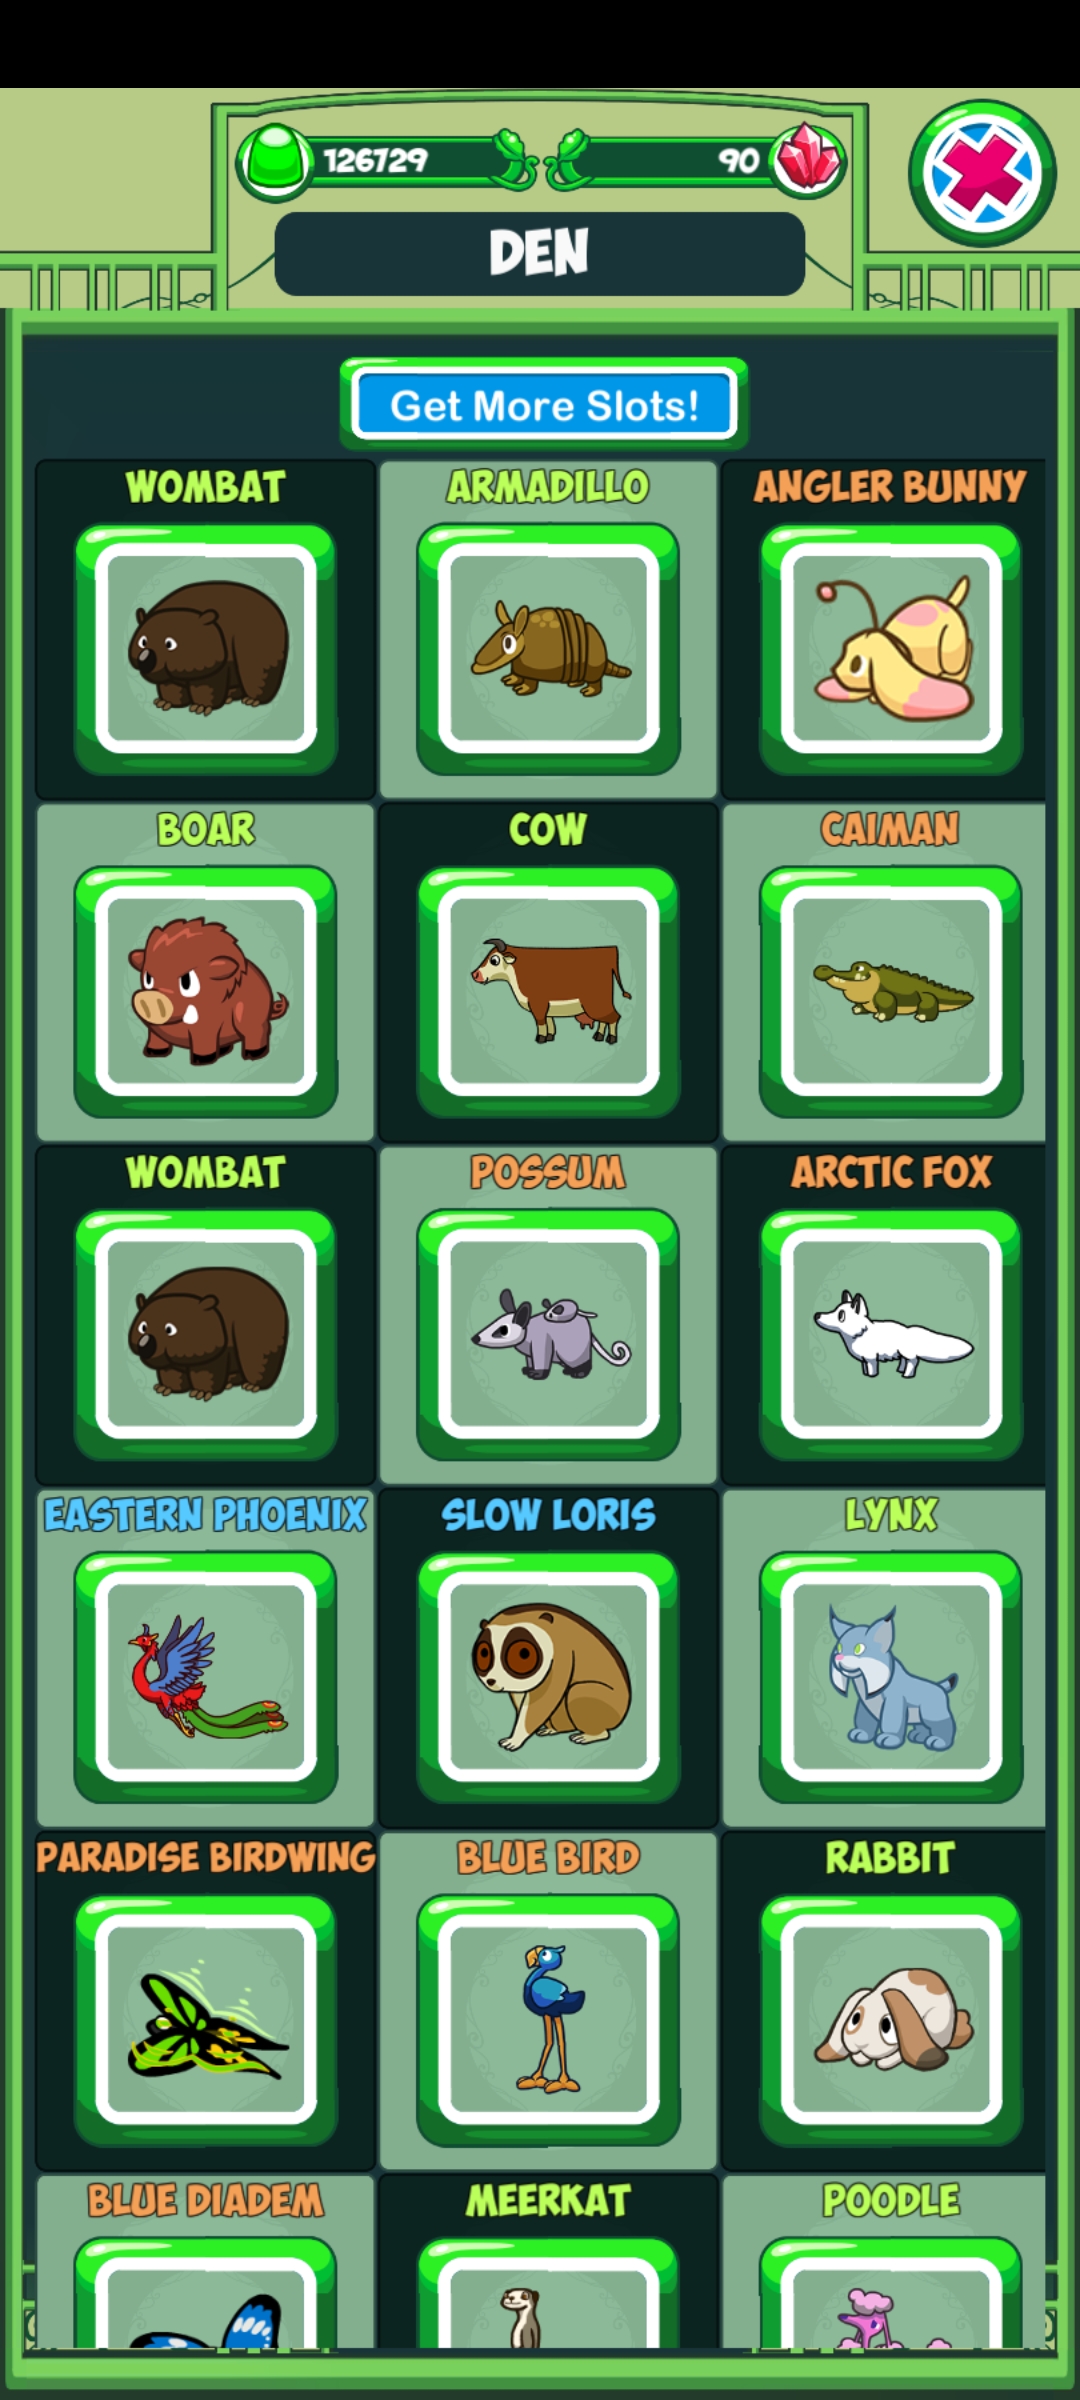 126729
90
DEN
Get More Slots!
WOMBAT
ARMADILLO
ANGLER BUNNY
BOAR
COW
CAIMAN
WOMBAT
POSSUM
ARCTIC FOX
EASTERN PHOENIX
SLOW LORIS
LYNX
PARADISE BIRDWING
BLUE BIRD
RABBIT
BLUE DIADEM
MEERKAT
POODLE